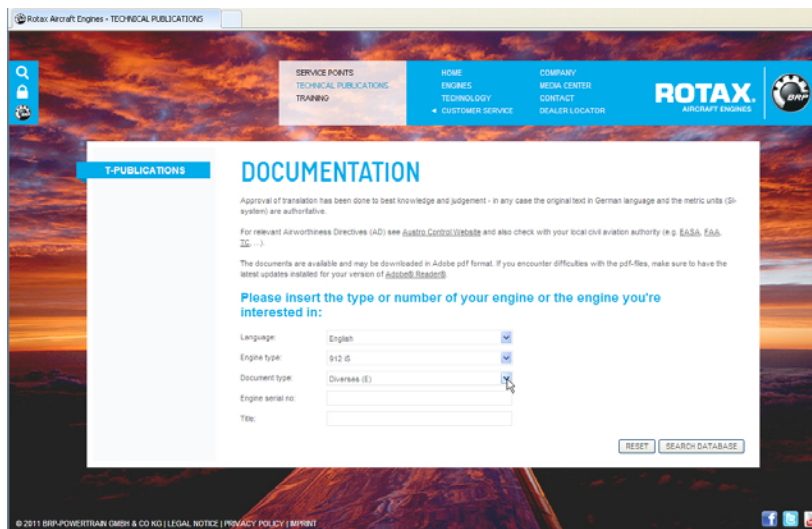 Rotax Aircraft Engines - TECHNICAL PUBLICATIONS
SERVICE POINTS
TECHNICAL PUBLICATIONS
TRAINING
HOME
ENGINES
TECHNOLOGY
CUSTOMER SERVICE
COMPANY
MEDIA CENTER
CONTACT
DEALER LOCATOR
ROTAX.
AIRCRAFT ENGINES
BRP
T-PUBLICATIONS
DOCUMENTATION
Approval of translation has been done to best knowledge and judgement - in any case the original text in German language and the metric units (SI-
system) are authoritative.
For relevant Airworthiness Directives (AD) see Austro Control Website and also check with your local civil aviation authority (e.g. EASA, FAA,
TC, ...).
The documents are available and may be downloaded in Adobe pdf format. If you encounter difficulties with the pdf-files, make sure to have the
latest updates installed for your version of Adobe® Reader®.
Please insert the type or number of your engine or the engine you're
interested in:
Language: English
Engine type: 912 iS
Document type: Diverses (E)
Engine serial no:
Title:
RESET SEARCH DATABASE
© 2011 BRP-POWERTRAIN GMBH & CO KG | LEGAL NOTICE | PRIVACY POLICY | IMPRINT